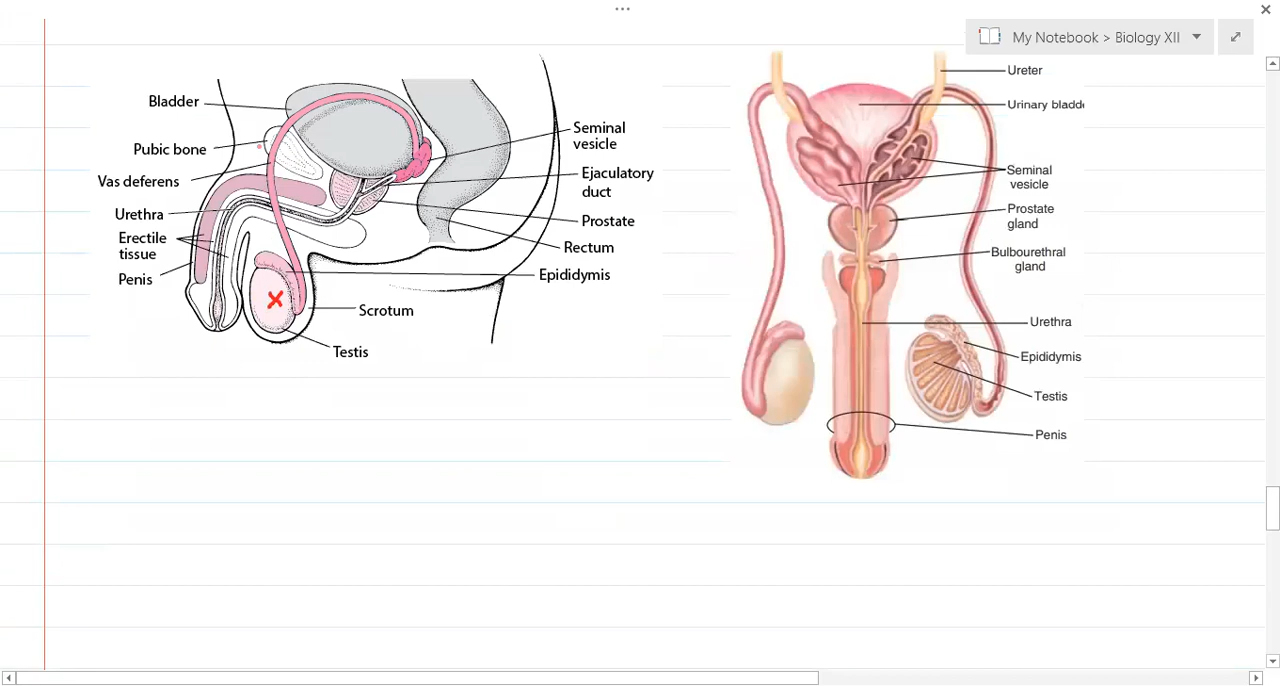 My Notebook > Biology XII
Bladder
Pubic bone
Vas deferens
Urethra
Erectile
tissue
Penis
Seminal
vesicle
Ejaculatory
duct
Prostate
Rectum
Epididymis
Scrotum
Testis
Ureter
Urinary bladde
Seminal
vesicle
Prostate
gland
Bulbourethral
gland
Urethra
Epididymis
Testis
Penis